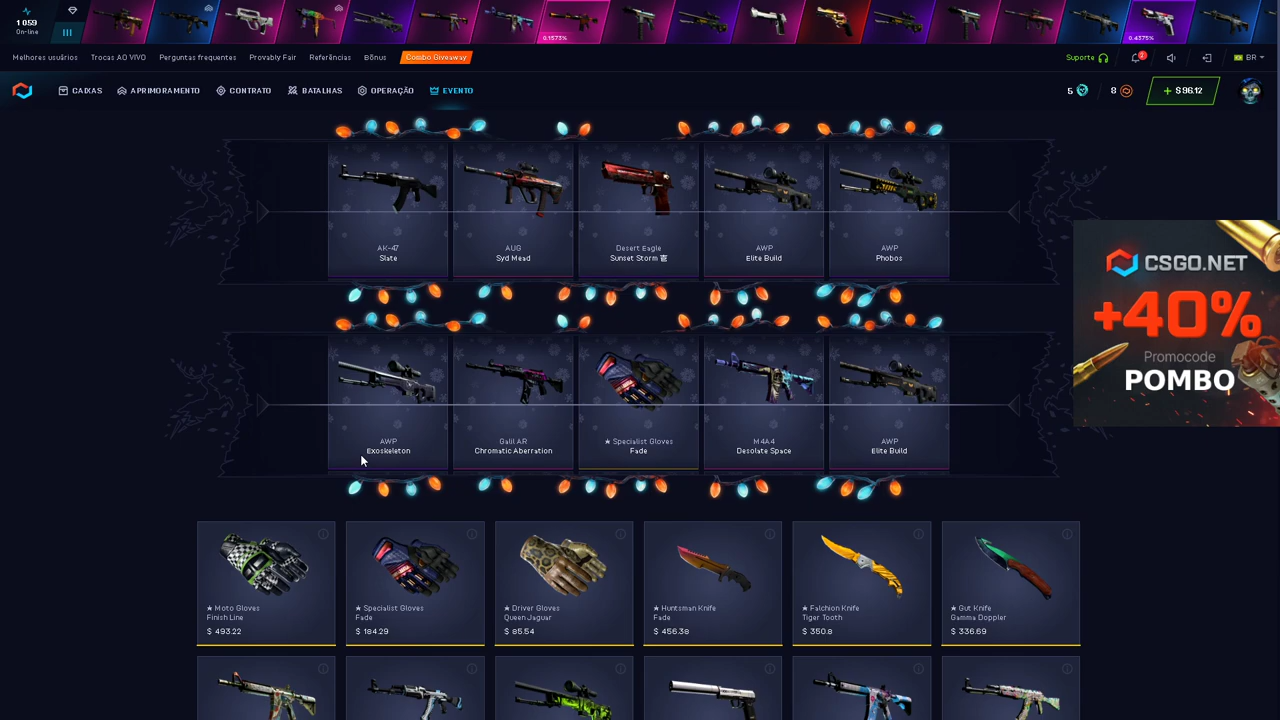 1 059
On-line
0.1573%
0.4375%
Melhores usuários Trocas AO VIVO Perguntas frequentes Provably Fair Referências Bônus Combo Giveaway Suporte 2 BR
CAIXAS APRIMORAMENTO CONTRATO BATALHAS OPERAÇÃO EVENTO 5 8 + $ 96.12
AK-47
Slate
AUG
Syd Mead
Desert Eagle
Sunset Storm 壱
AWP
Elite Build
AWP
Phobos
CSGO.NET
+40%
Promocode
POMBO
AWP
Exoskeleton
Galil AR
Chromatic Aberration
★ Specialist Gloves
Fade
M4A4
Desolate Space
AWP
Elite Build
★ Moto Gloves
Finish Line
$ 493.22
★ Specialist Gloves
Fade
$ 184.29
★ Driver Gloves
Queen Jaguar
$ 85.54
★ Huntsman Knife
Fade
$ 456.38
★ Falchion Knife
Tiger Tooth
$ 350.8
★ Gut Knife
Gamma Doppler
$ 336.69